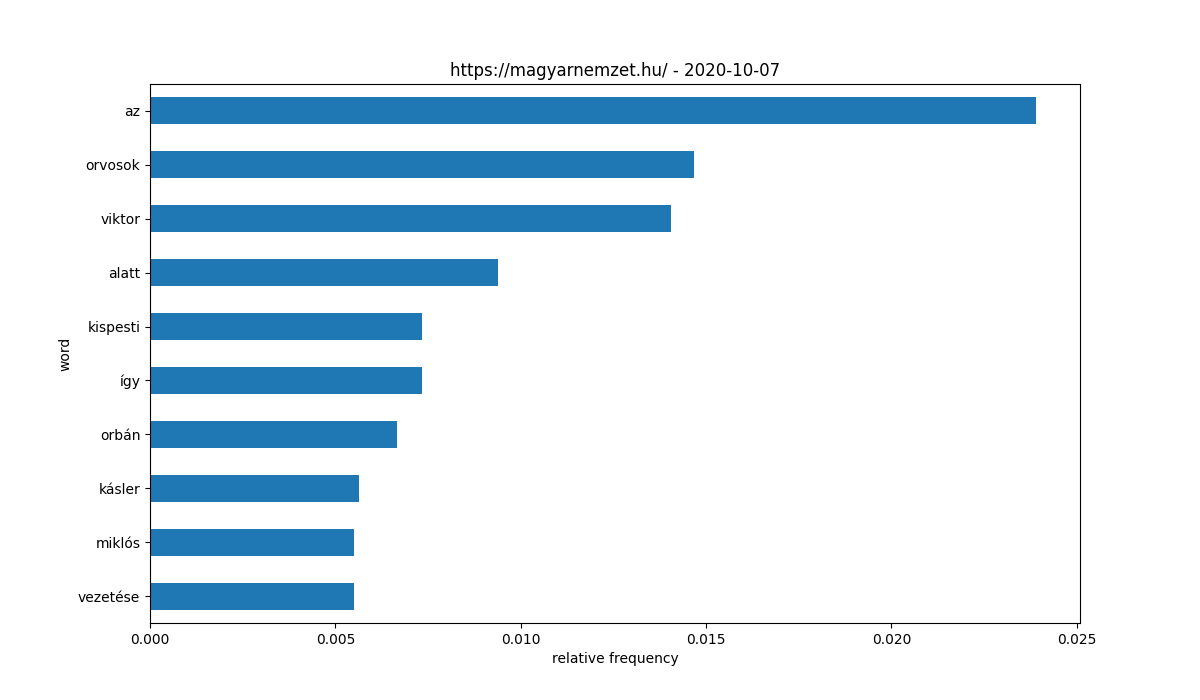 https://magyarnemzet.hu/ - 2020-10-07
az
orvosok
viktor
alatt
kispesti
így
orbán
kásler
miklós
vezetése
word
0.000 0.005 0.010 0.015 0.020 0.025
relative frequency